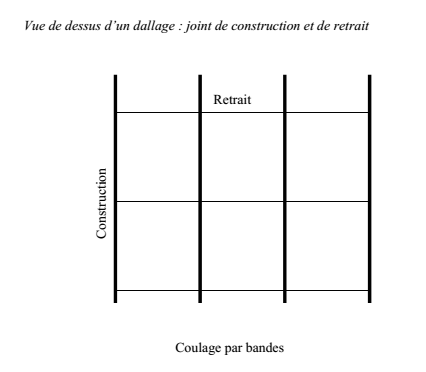 Vue de dessus d'un dallage : joint de construction et de retrait
Retrait
Construction
Coulage par bandes